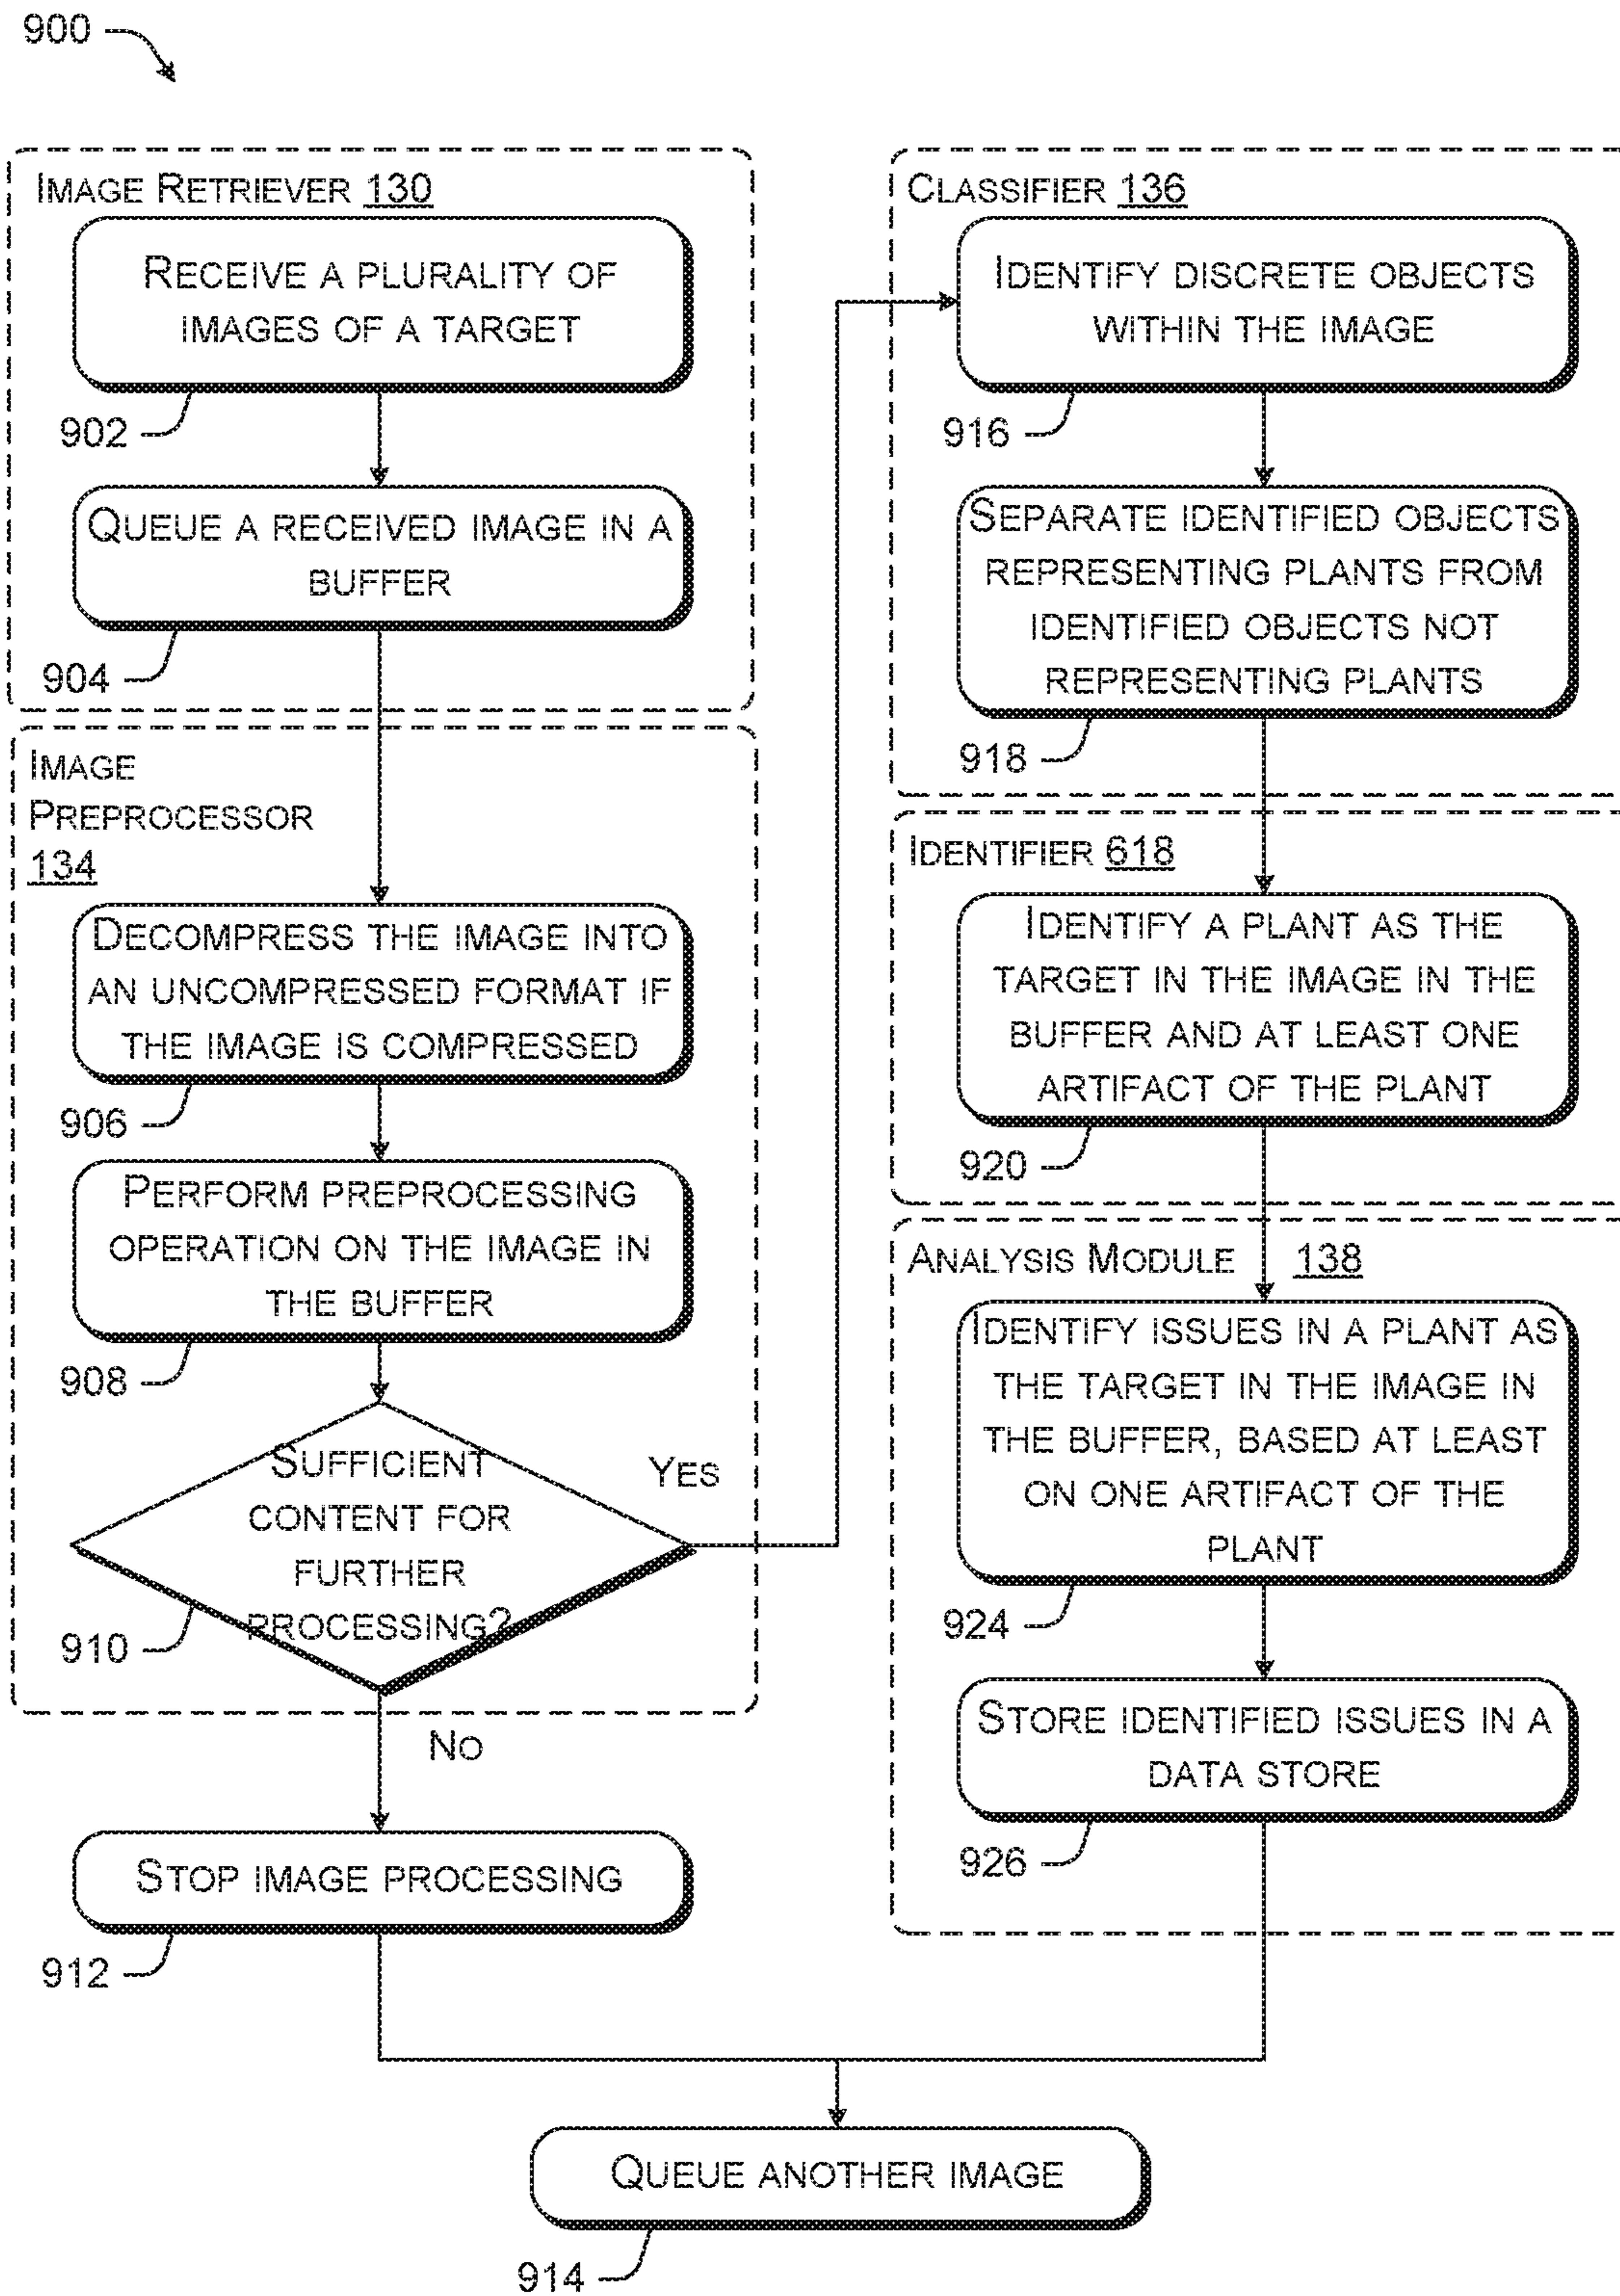 900
IMAGE RETRIEVER 130
RECEIVE A PLURALITY OF
IMAGES OF A TARGET
902
QUEUE A RECEIVED IMAGE IN A
BUFFER
904
IMAGE
PREPROCESSOR
134
DECOMPRESS THE IMAGE INTO
AN UNCOMPRESSED FORMAT IF
THE IMAGE IS COMPRESSED
906
PERFORM PREPROCESSING
OPERATION ON THE IMAGE IN
THE BUFFER
908
SUFFICIENT
CONTENT FOR
FURTHER
PROCESSING?
910
YES
NO
STOP IMAGE PROCESSING
912
CLASSIFIER 136
IDENTIFY DISCRETE OBJECTS
WITHIN THE IMAGE
916
SEPARATE IDENTIFIED OBJECTS
REPRESENTING PLANTS FROM
IDENTIFIED OBJECTS NOT
REPRESENTING PLANTS
918
IDENTIFIER 618
IDENTIFY A PLANT AS THE
TARGET IN THE IMAGE IN THE
BUFFER AND AT LEAST ONE
ARTIFACT OF THE PLANT
920
ANALYSIS MODULE 138
IDENTIFY ISSUES IN A PLANT AS
THE TARGET IN THE IMAGE IN
THE BUFFER, BASED AT LEAST
ON ONE ARTIFACT OF THE
PLANT
924
STORE IDENTIFIED ISSUES IN A
DATA STORE
926
QUEUE ANOTHER IMAGE
914